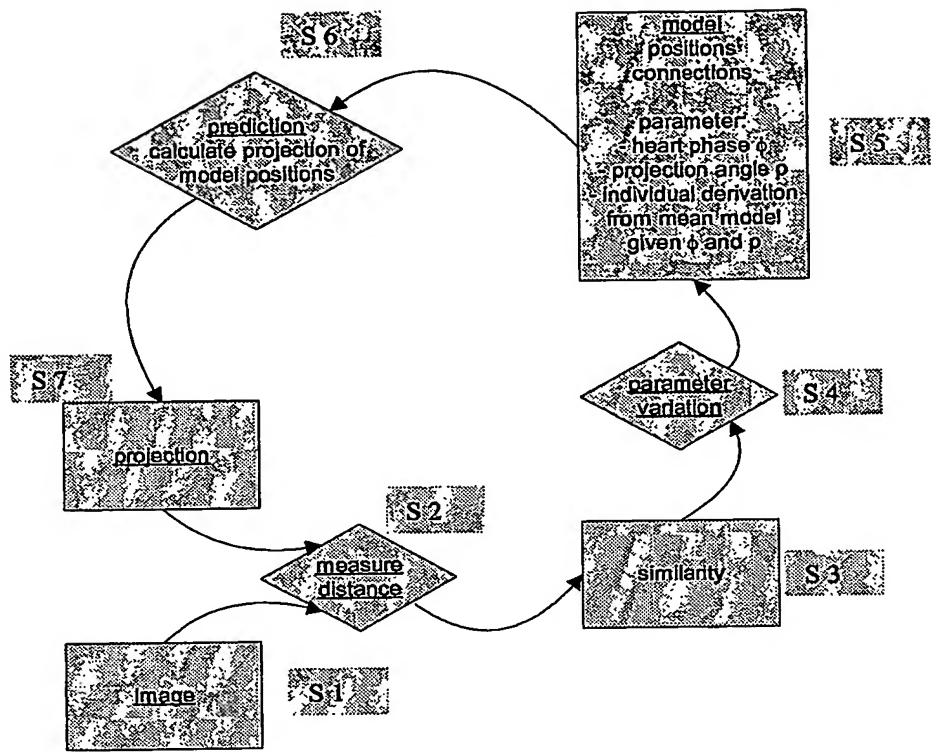 S 6
prediction
calculate projection of
model positions
model
positions
connections
parameter:
heart phase ϕ
projection angle ρ
individual derivation
from mean model
given ϕ and ρ
S 5
S 7
projection
parameter
variation
S 4
S 2
measure
distance
similarity
S 3
Image
S 1